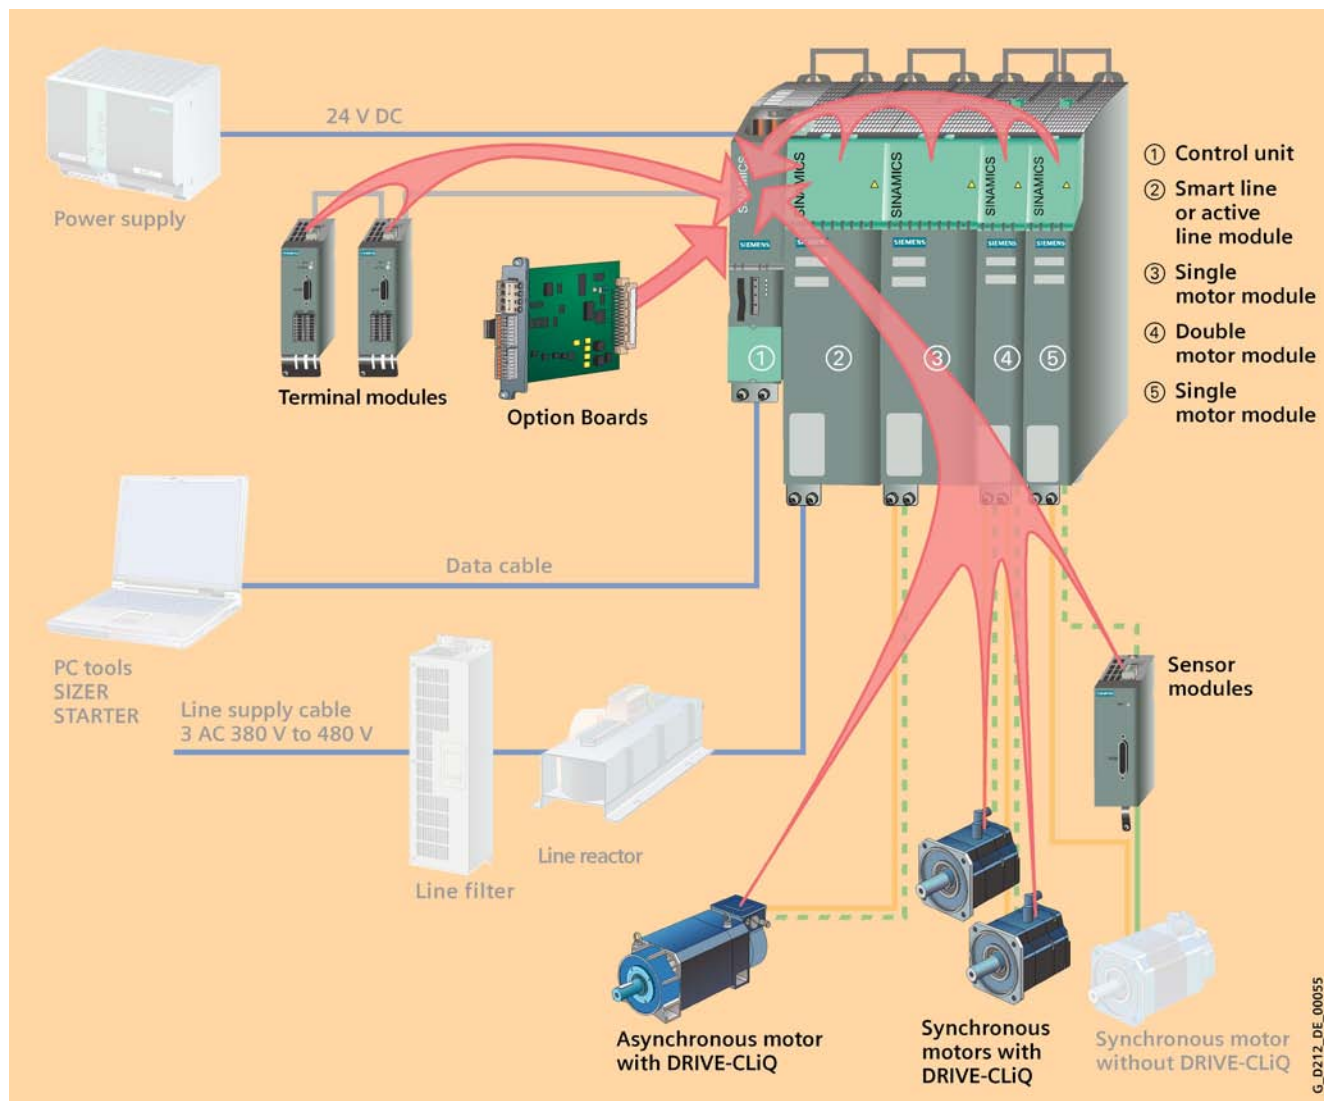 24 V DC
Power supply
Terminal modules
Option Boards
SINAMICS
SINAMICS
SINAMICS
SINAMICS
SINAMICS
SIEMENS
SIEMENS
SIEMENS
SIEMENS
SIEMENS
①
②
③
④
⑤
① Control unit
② Smart line
or active
line module
③ Single
motor module
④ Double
motor module
⑤ Single
motor module
Data cable
PC tools
SIZER
STARTER
Line supply cable
3 AC 380 V to 480 V
Line filter
Line reactor
Sensor
modules
Asynchronous motor
with DRIVE-CLiQ
Synchronous
motors with
DRIVE-CLiQ
Synchronous motor
without DRIVE-CLiQ
G_D212_DE_00055